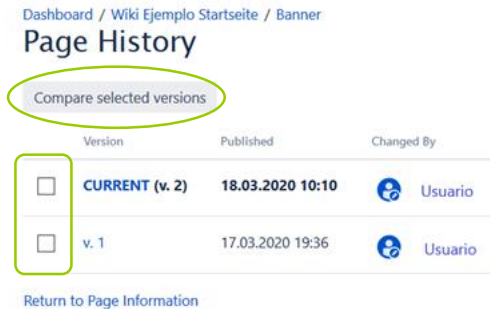 Dashboard / Wiki Ejemplo Startseite / Banner
Page History
Compare selected versions
Version Published Changed By
CURRENT (v. 2) 18.03.2020 10:10 Usuario
v. 1 17.03.2020 19:36 Usuario
Return to Page Information